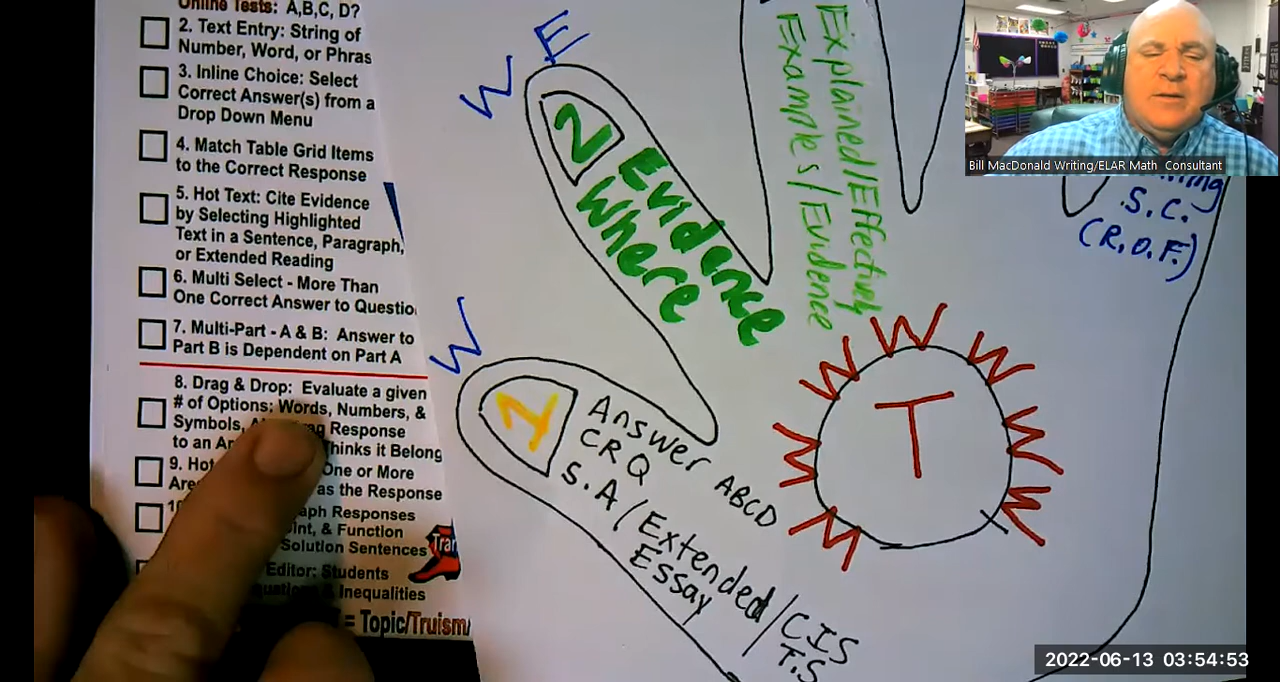 Online Tests: A,B,C, D?
2. Text Entry: String of
Number, Word, or Phras
3. Inline Choice: Select
Correct Answer(s) from a
Drop Down Menu
4. Match Table Grid Items
to the Correct Response
5. Hot Text: Cite Evidence
by Selecting Highlighted
Text in a Sentence, Paragraph,
or Extended Reading
6. Multi Select - More Than
One Correct Answer to Questio
7. Multi-Part - A & B: Answer to
Part B is Dependent on Part A
8. Drag & Drop: Evaluate a given
# of Options: Words, Numbers, &
Symbols, Response
to an Thinks it Belong
9. Hot One or More
as the Response
Responses
& Function
Solution Sentences
Editor: Students
& Inequalities
= Topic/Truism/
W
E
2
Evidence
Where
W
1
Answer ABCD
CRQ
S.A/Extended/CIS
Essay T.S
Explained/Effectively
Examples/Evidence
S.C.
(R.O.F.)
W
W
W
W
W
W
W
W
T
Bill MacDonald Writing/ELAR Math Consultant
2022-06-13 03:54:53